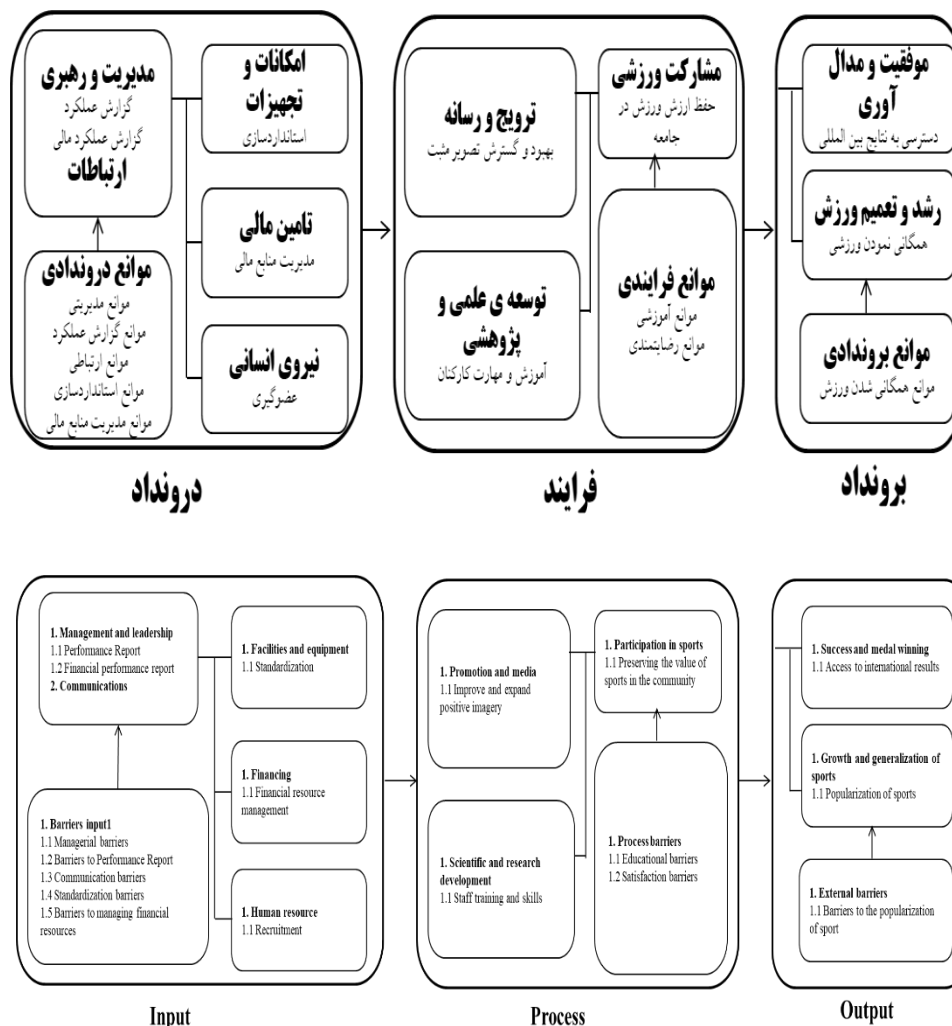 مدیریت و رهبری
گزارش عملکرد
گزارش عملکرد مالی
ارتباطات
موانع دروندادی
موانع مدیریتی
موانع گزارش عملکرد
موانع ارتباطی
موانع استانداردسازی
موانع مدیریت منابع مالی
امکانات و
تجهیزات
استانداردسازی
تامین مالی
مدیریت منابع مالی
نیروی انسانی
عضوگیری
درونداد
ترویج و رسانه
بهبود و گسترش تصویر مثبت
توسعه ی علمی و
پژوهشی
آموزش و مهارت کارکنان
مشارکت ورزشی
حفظ ارزش ورزش در
جامعه
موانع فرایندی
موانع آموزشی
موانع رضایتمندی
فرایند
موفقیت و مدال
آوری
دسترسی به نتایج بین المللی
رشد و تعمیم ورزش
همگانی نمودن ورزشی
موانع بروندادی
موانع همگانی شدن ورزش
برونداد
1. Management and leadership
1.1 Performance Report
1.2 Financial performance report
2. Communications
1. Barriers input1
1.1 Managerial barriers
1.2 Barriers to Performance Report
1.3 Communication barriers
1.4 Standardization barriers
1.5 Barriers to managing financial
resources
1. Facilities and equipment
1.1 Standardization
1. Financing
1.1 Financial resource
management
1. Human resource
1.1 Recruitment
Input
1. Promotion and media
1.1 Improve and expand
positive imagery
1. Scientific and research
development
1.1 Staff training and skills
1. Participation in sports
1.1 Preserving the value of
sports in the community
1. Process barriers
1.1 Educational barriers
1.2 Satisfaction barriers
Process
1. Success and medal winning
1.1 Access to international results
1. Growth and generalization of
sports
1.1 Popularization of sports
1. External barriers
1.1 Barriers to the popularization
of sport
Output